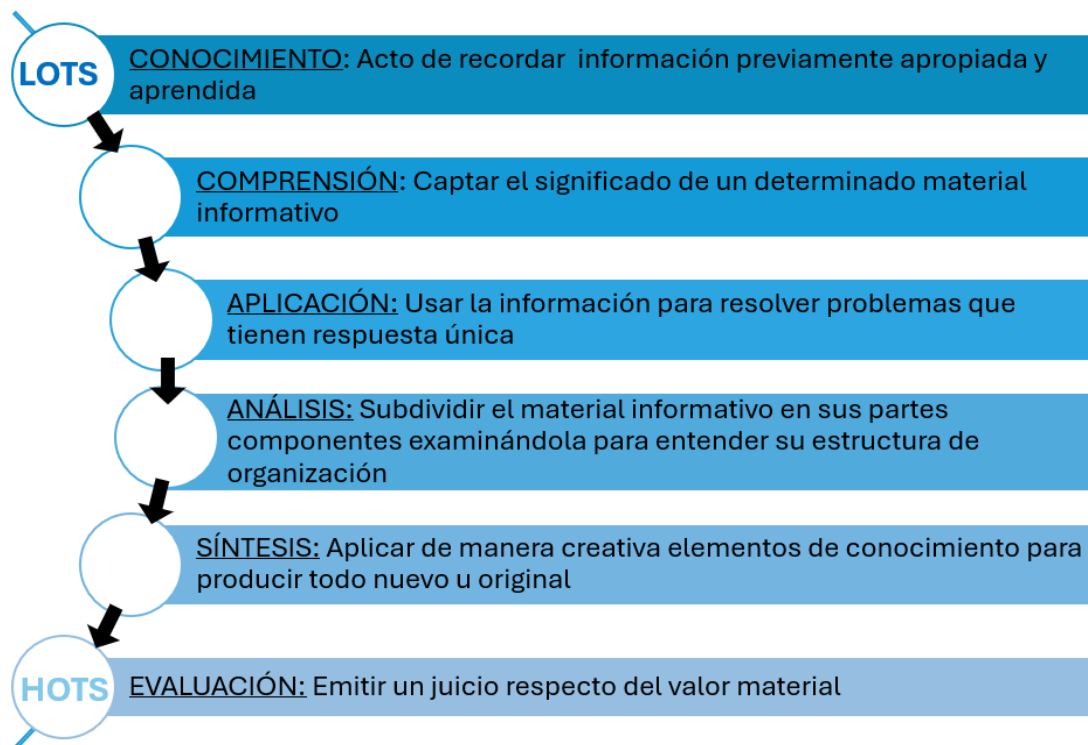 LOTS
CONOCIMIENTO: Acto de recordar información previamente apropiada y
aprendida
COMPRENSIÓN: Captar el significado de un determinado material
informativo
APLICACIÓN: Usar la información para resolver problemas que
tienen respuesta única
ANÁLISIS: Subdividir el material informativo en sus partes
componentes examinándola para entender su estructura de
organización
SÍNTESIS: Aplicar de manera creativa elementos de conocimiento para
producir todo nuevo u original
HOTS
EVALUACIÓN: Emitir un juicio respecto del valor material